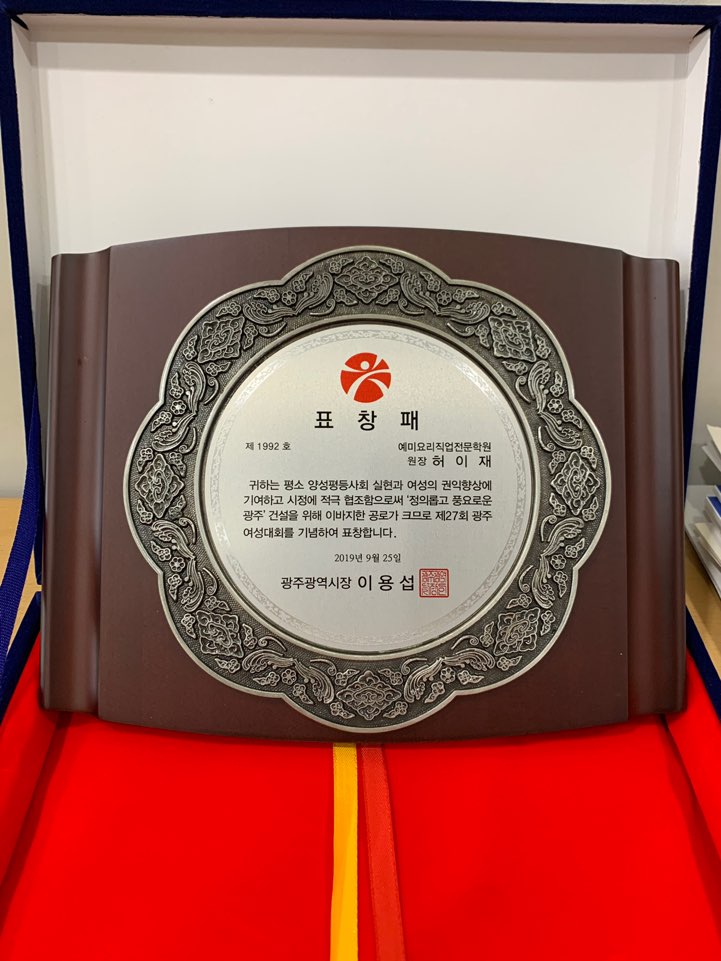 표 창 패
제 1992 호
예미요리직업전문학원
원장 허 이 재
귀하는 평소 양성평등사회 실현과 여성의 권익향상에
기여하고 시정에 적극 협조함으로써 '정의롭고 풍요로운
광주' 건설을 위해 이바지한 공로가 크므로 제27회 광주
여성대회를 기념하여 표창합니다.
2019년 9월 25일
광주광역시장 이 용 섭